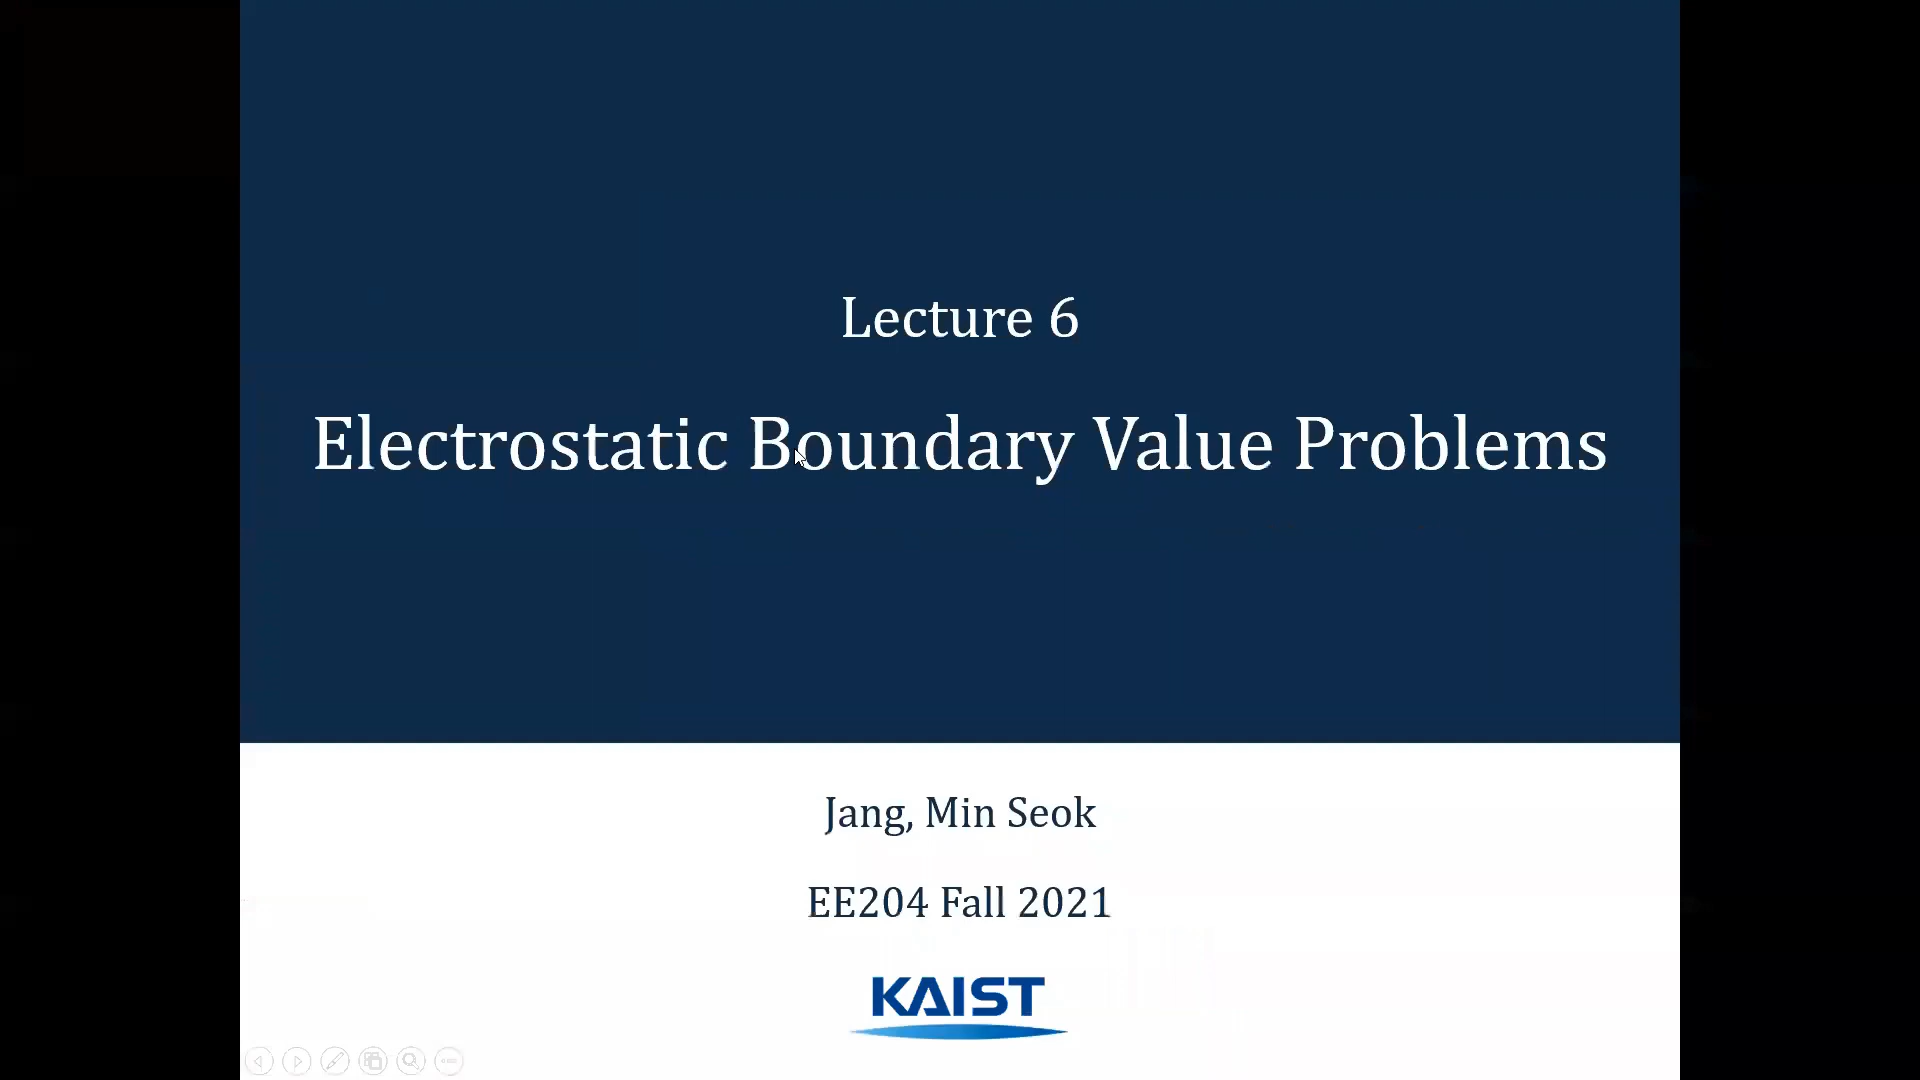 Lecture 6
Electrostatic Boundary Value Problems
Jang, Min Seok
EE204 Fall 2021
KAIST